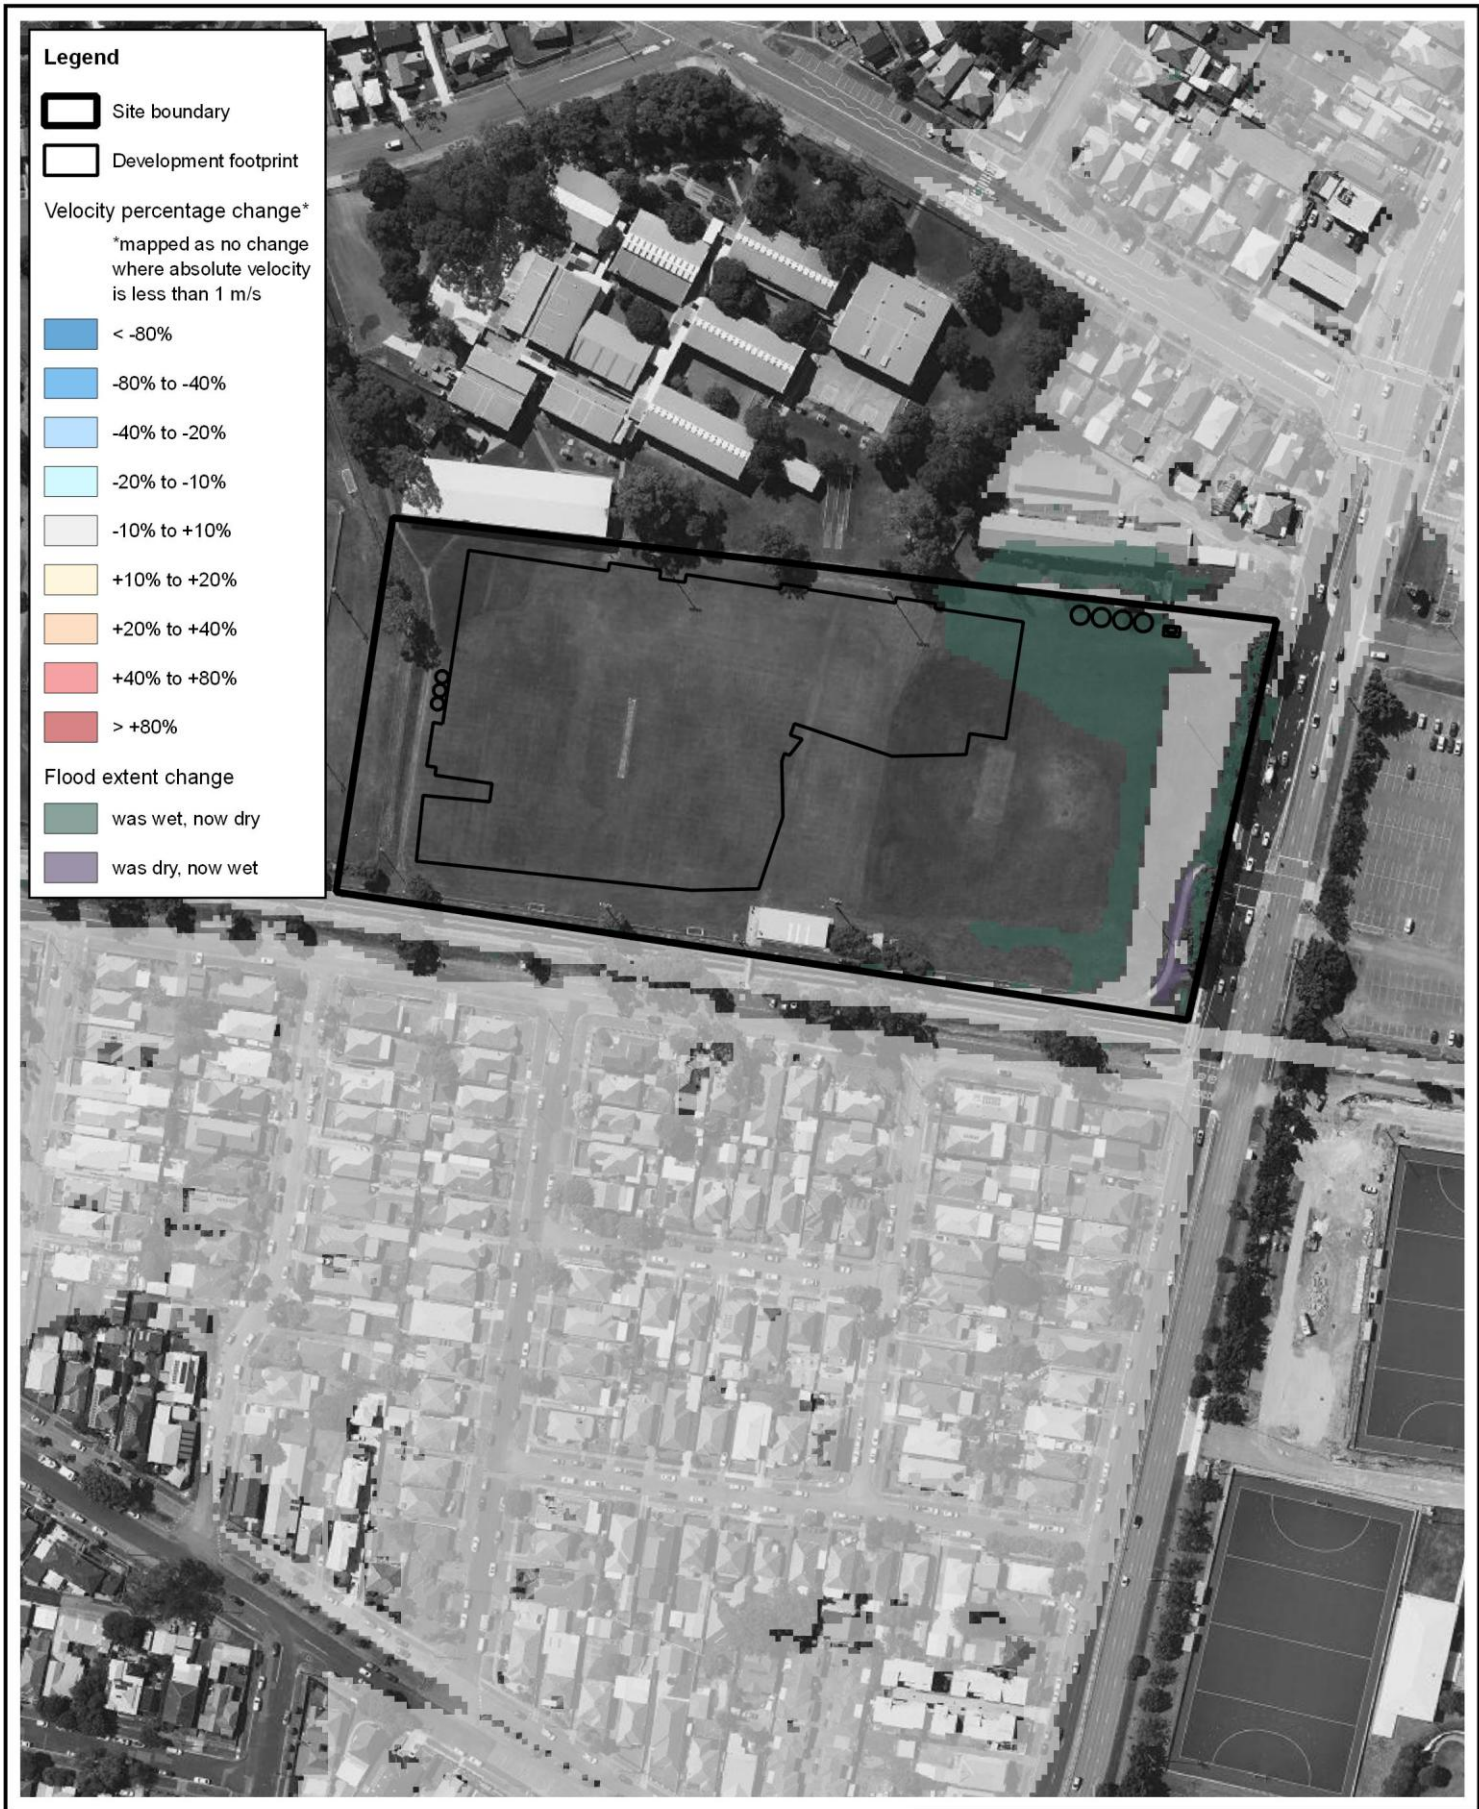 Legend
Site boundary
Development footprint
Velocity percentage change*
*mapped as no change
where absolute velocity
is less than 1 m/s
< -80%
-80% to -40%
-40% to -20%
-20% to -10%
-10% to +10%
+10% to +20%
+20% to +40%
+40% to +80%
> +80%
Flood extent change
was wet, now dry
was dry, now wet